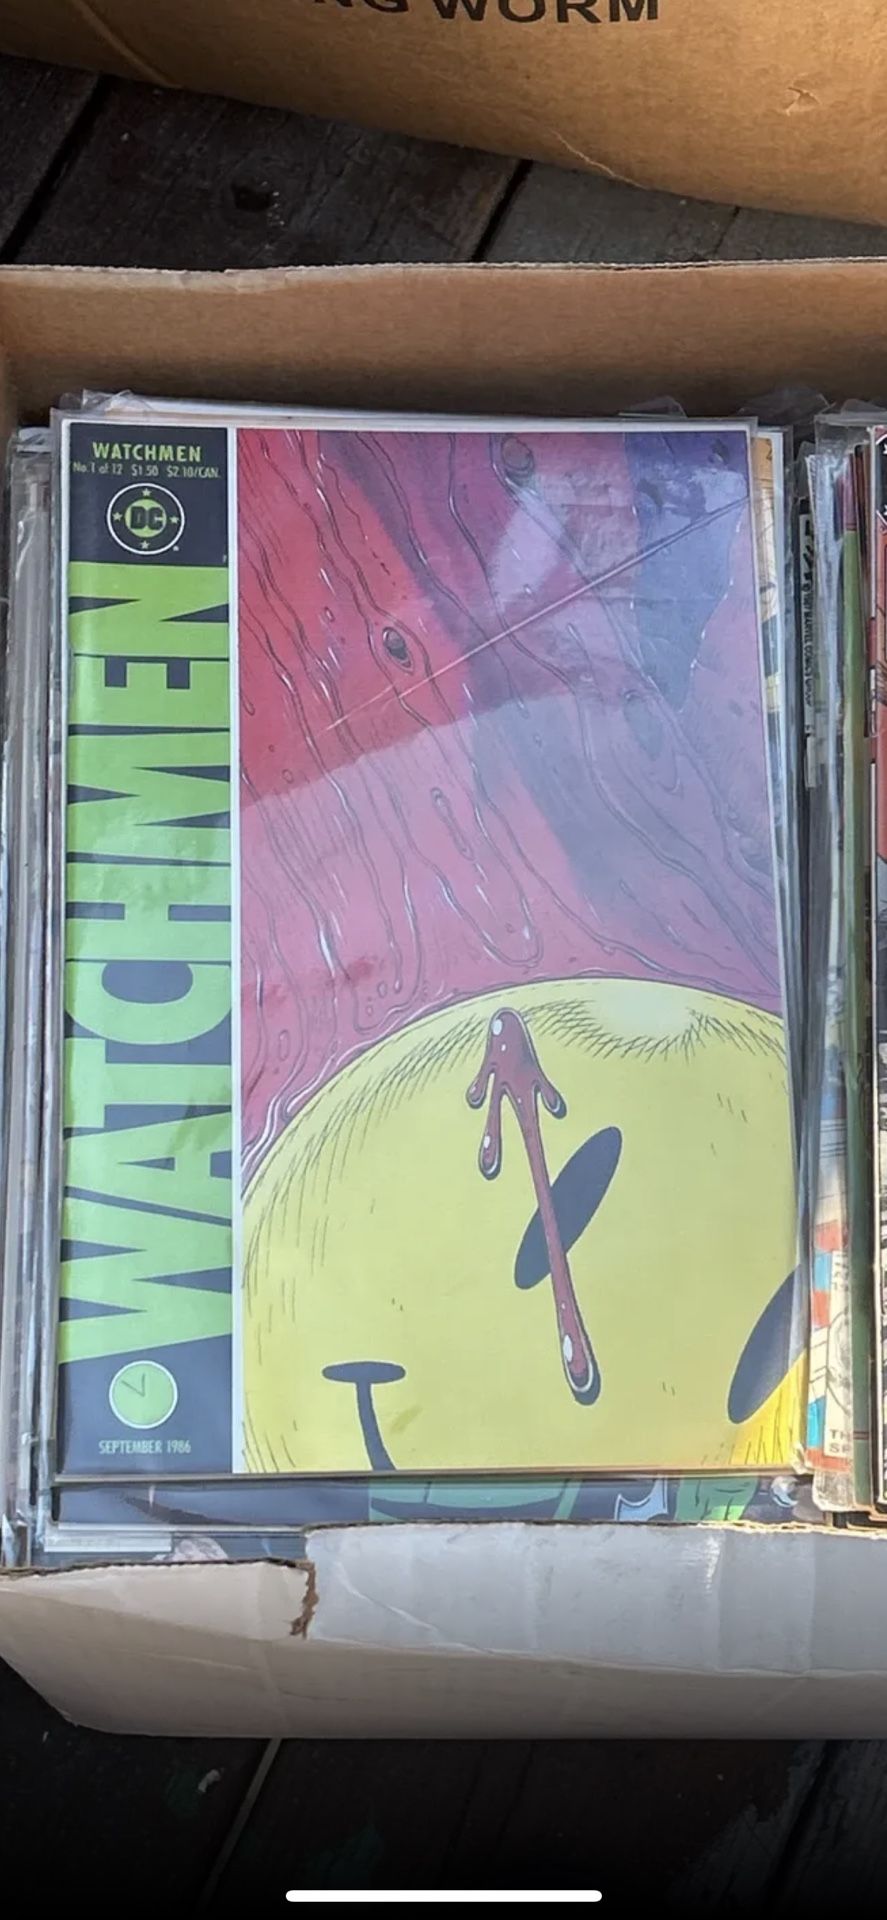 WORM
WATCHMEN
No. 1 of 12 $1.50 $2.10/CAN.
DC
WATCHMEN
SEPTEMBER 1986